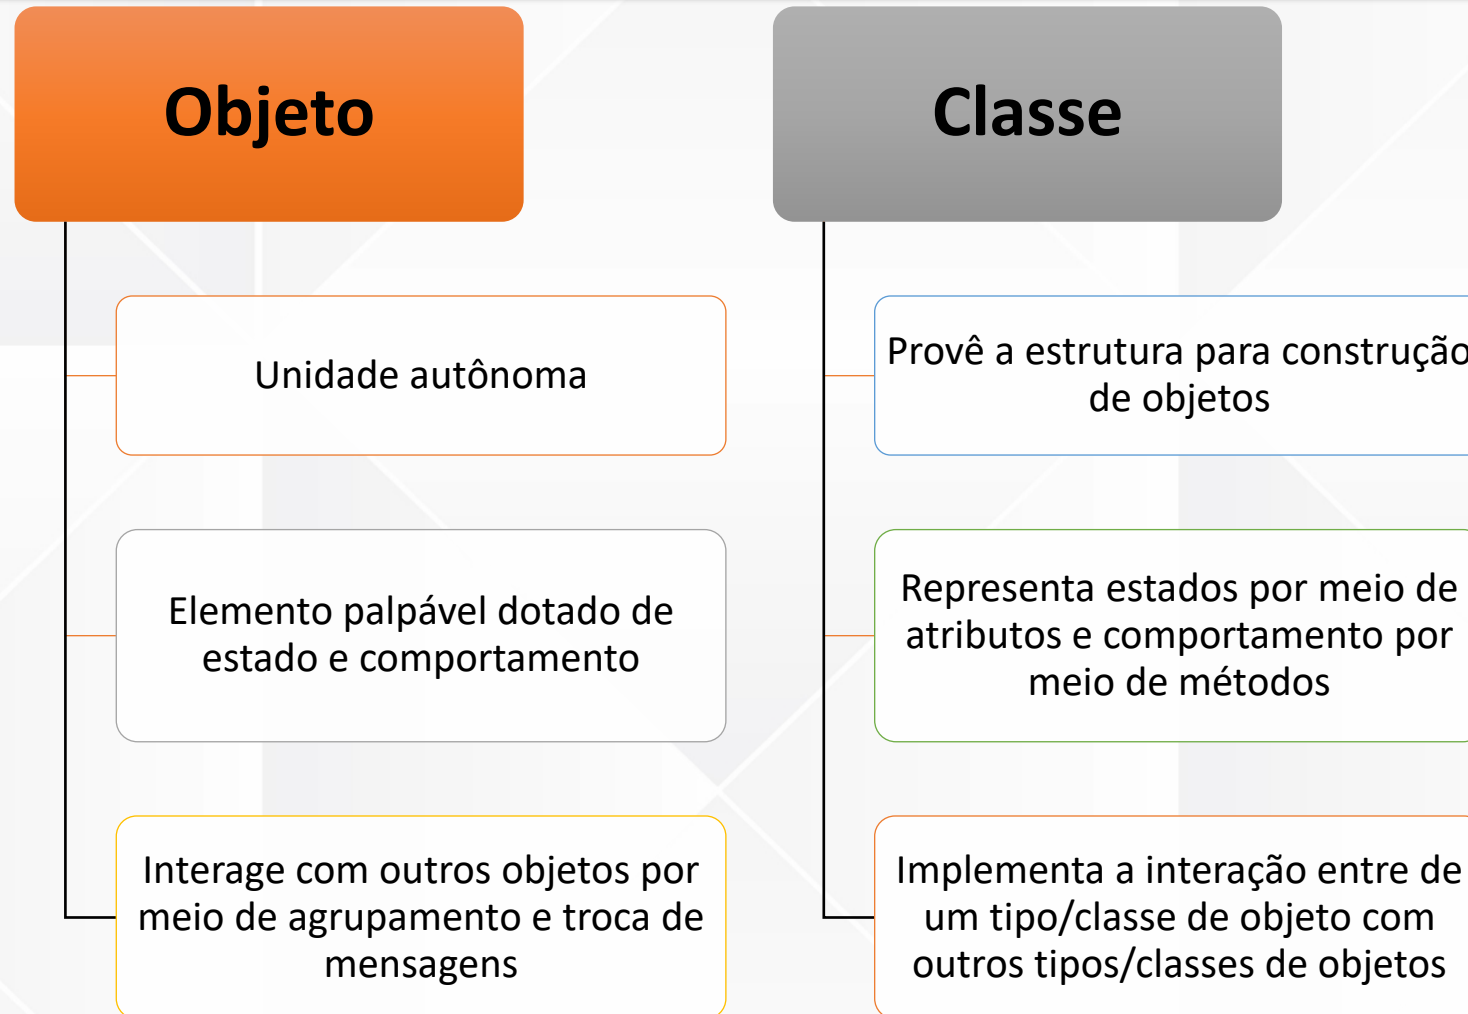 Objeto
Unidade autônoma
Elemento palpável dotado de
estado e comportamento
Interage com outros objetos por
meio de agrupamento e troca de
mensagens
Classe
Provê a estrutura para construção
de objetos
Representa estados por meio de
atributos e comportamento por
meio de métodos
Implementa a interação entre de
um tipo/classe de objeto com
outros tipos/classes de objetos